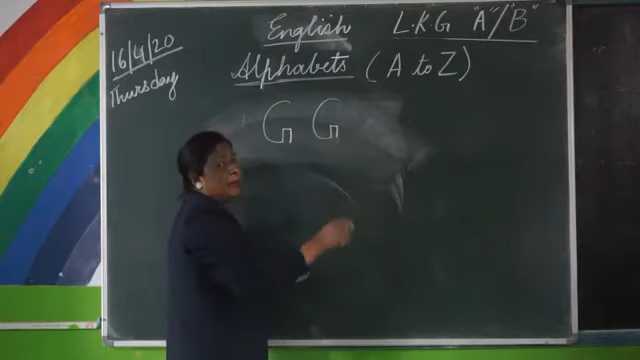 16/4/20
Thursday
English
L.K.G "A"/"B"
Alphabets (A to Z)
G G